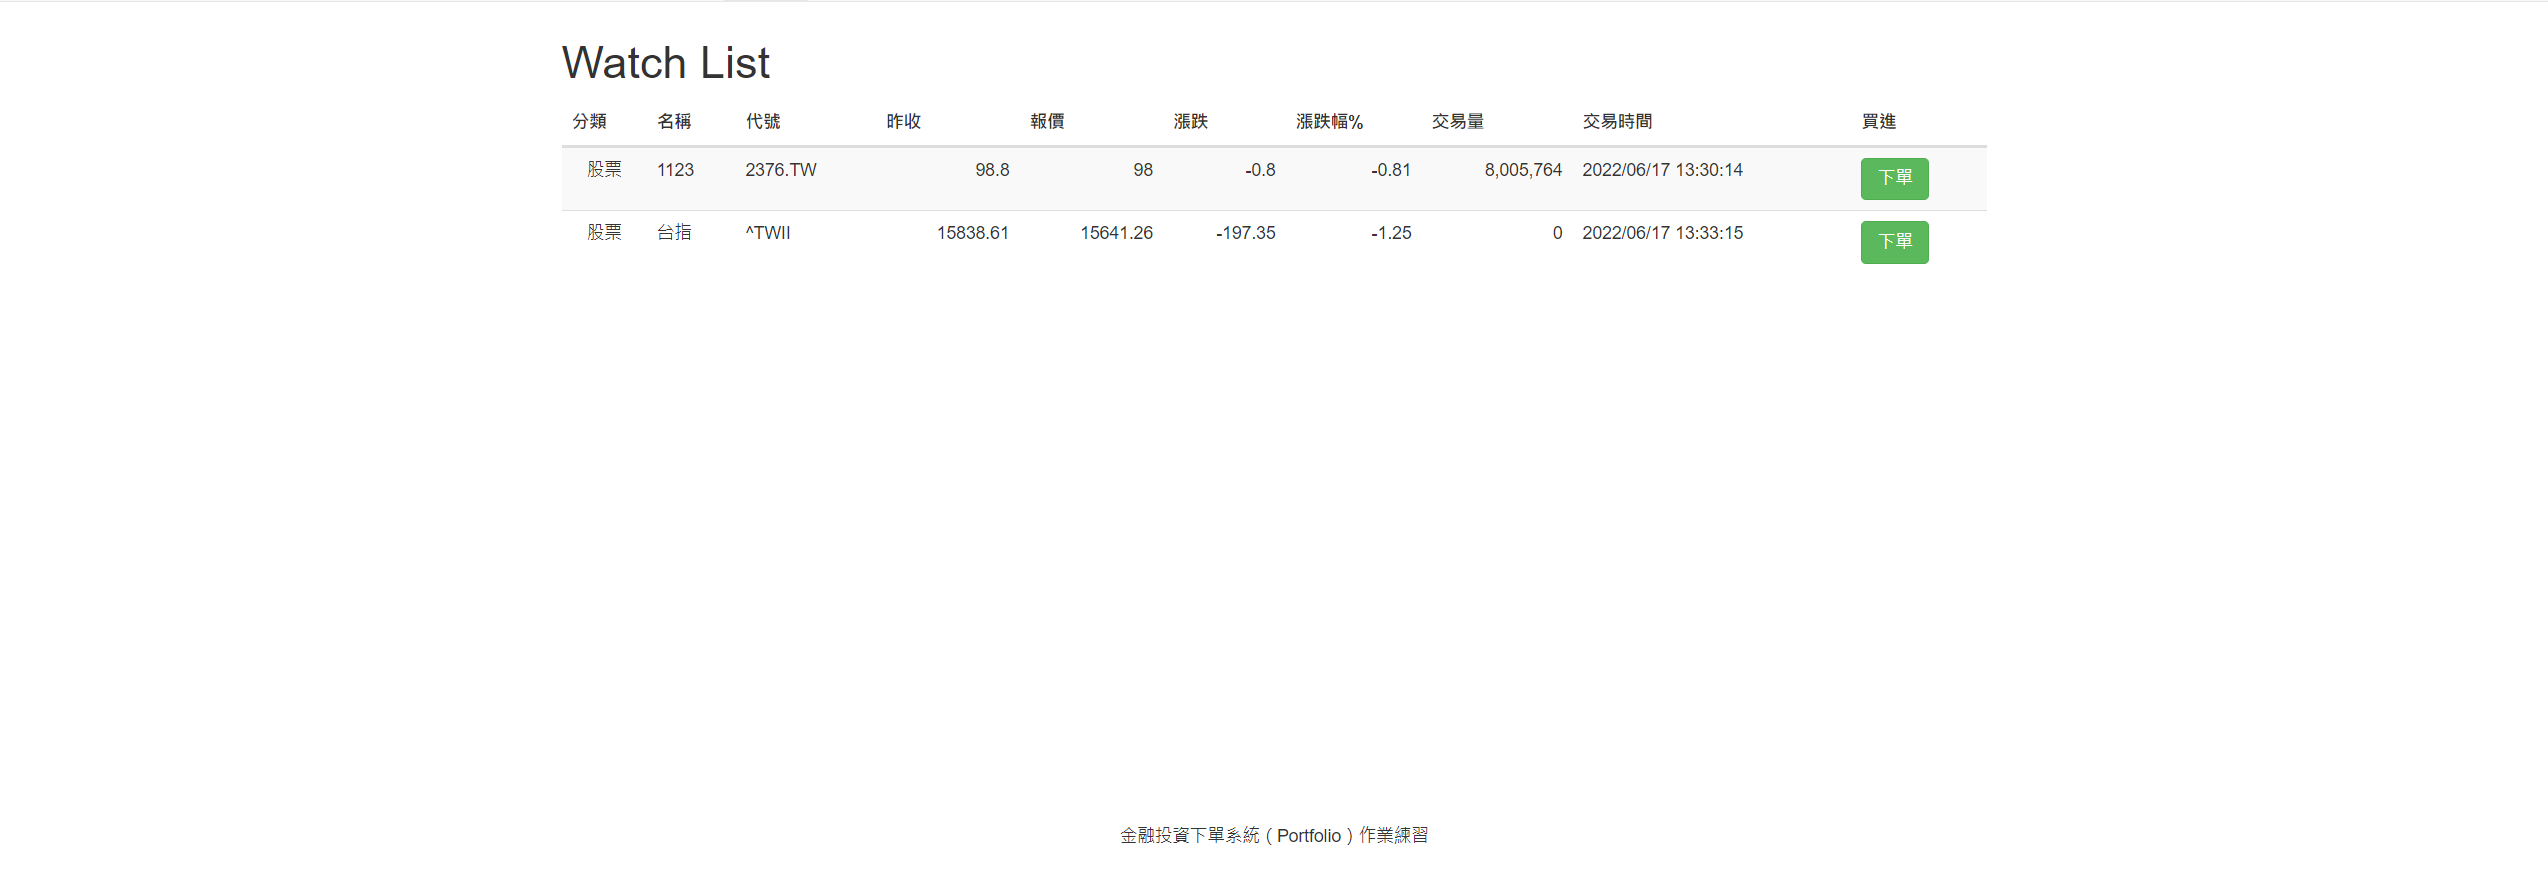 Watch List
分類 名稱 代號 昨收 報價 漲跌 漲跌幅% 交易量 交易時間 買進
股票 1123 2376.TW 98.8 98 -0.8 -0.81 8,005,764 2022/06/17 13:30:14 下單
股票 台指 ^TWII 15838.61 15641.26 -197.35 -1.25 0 2022/06/17 13:33:15 下單
金融投資下單系統 ( Portfolio ) 作業練習